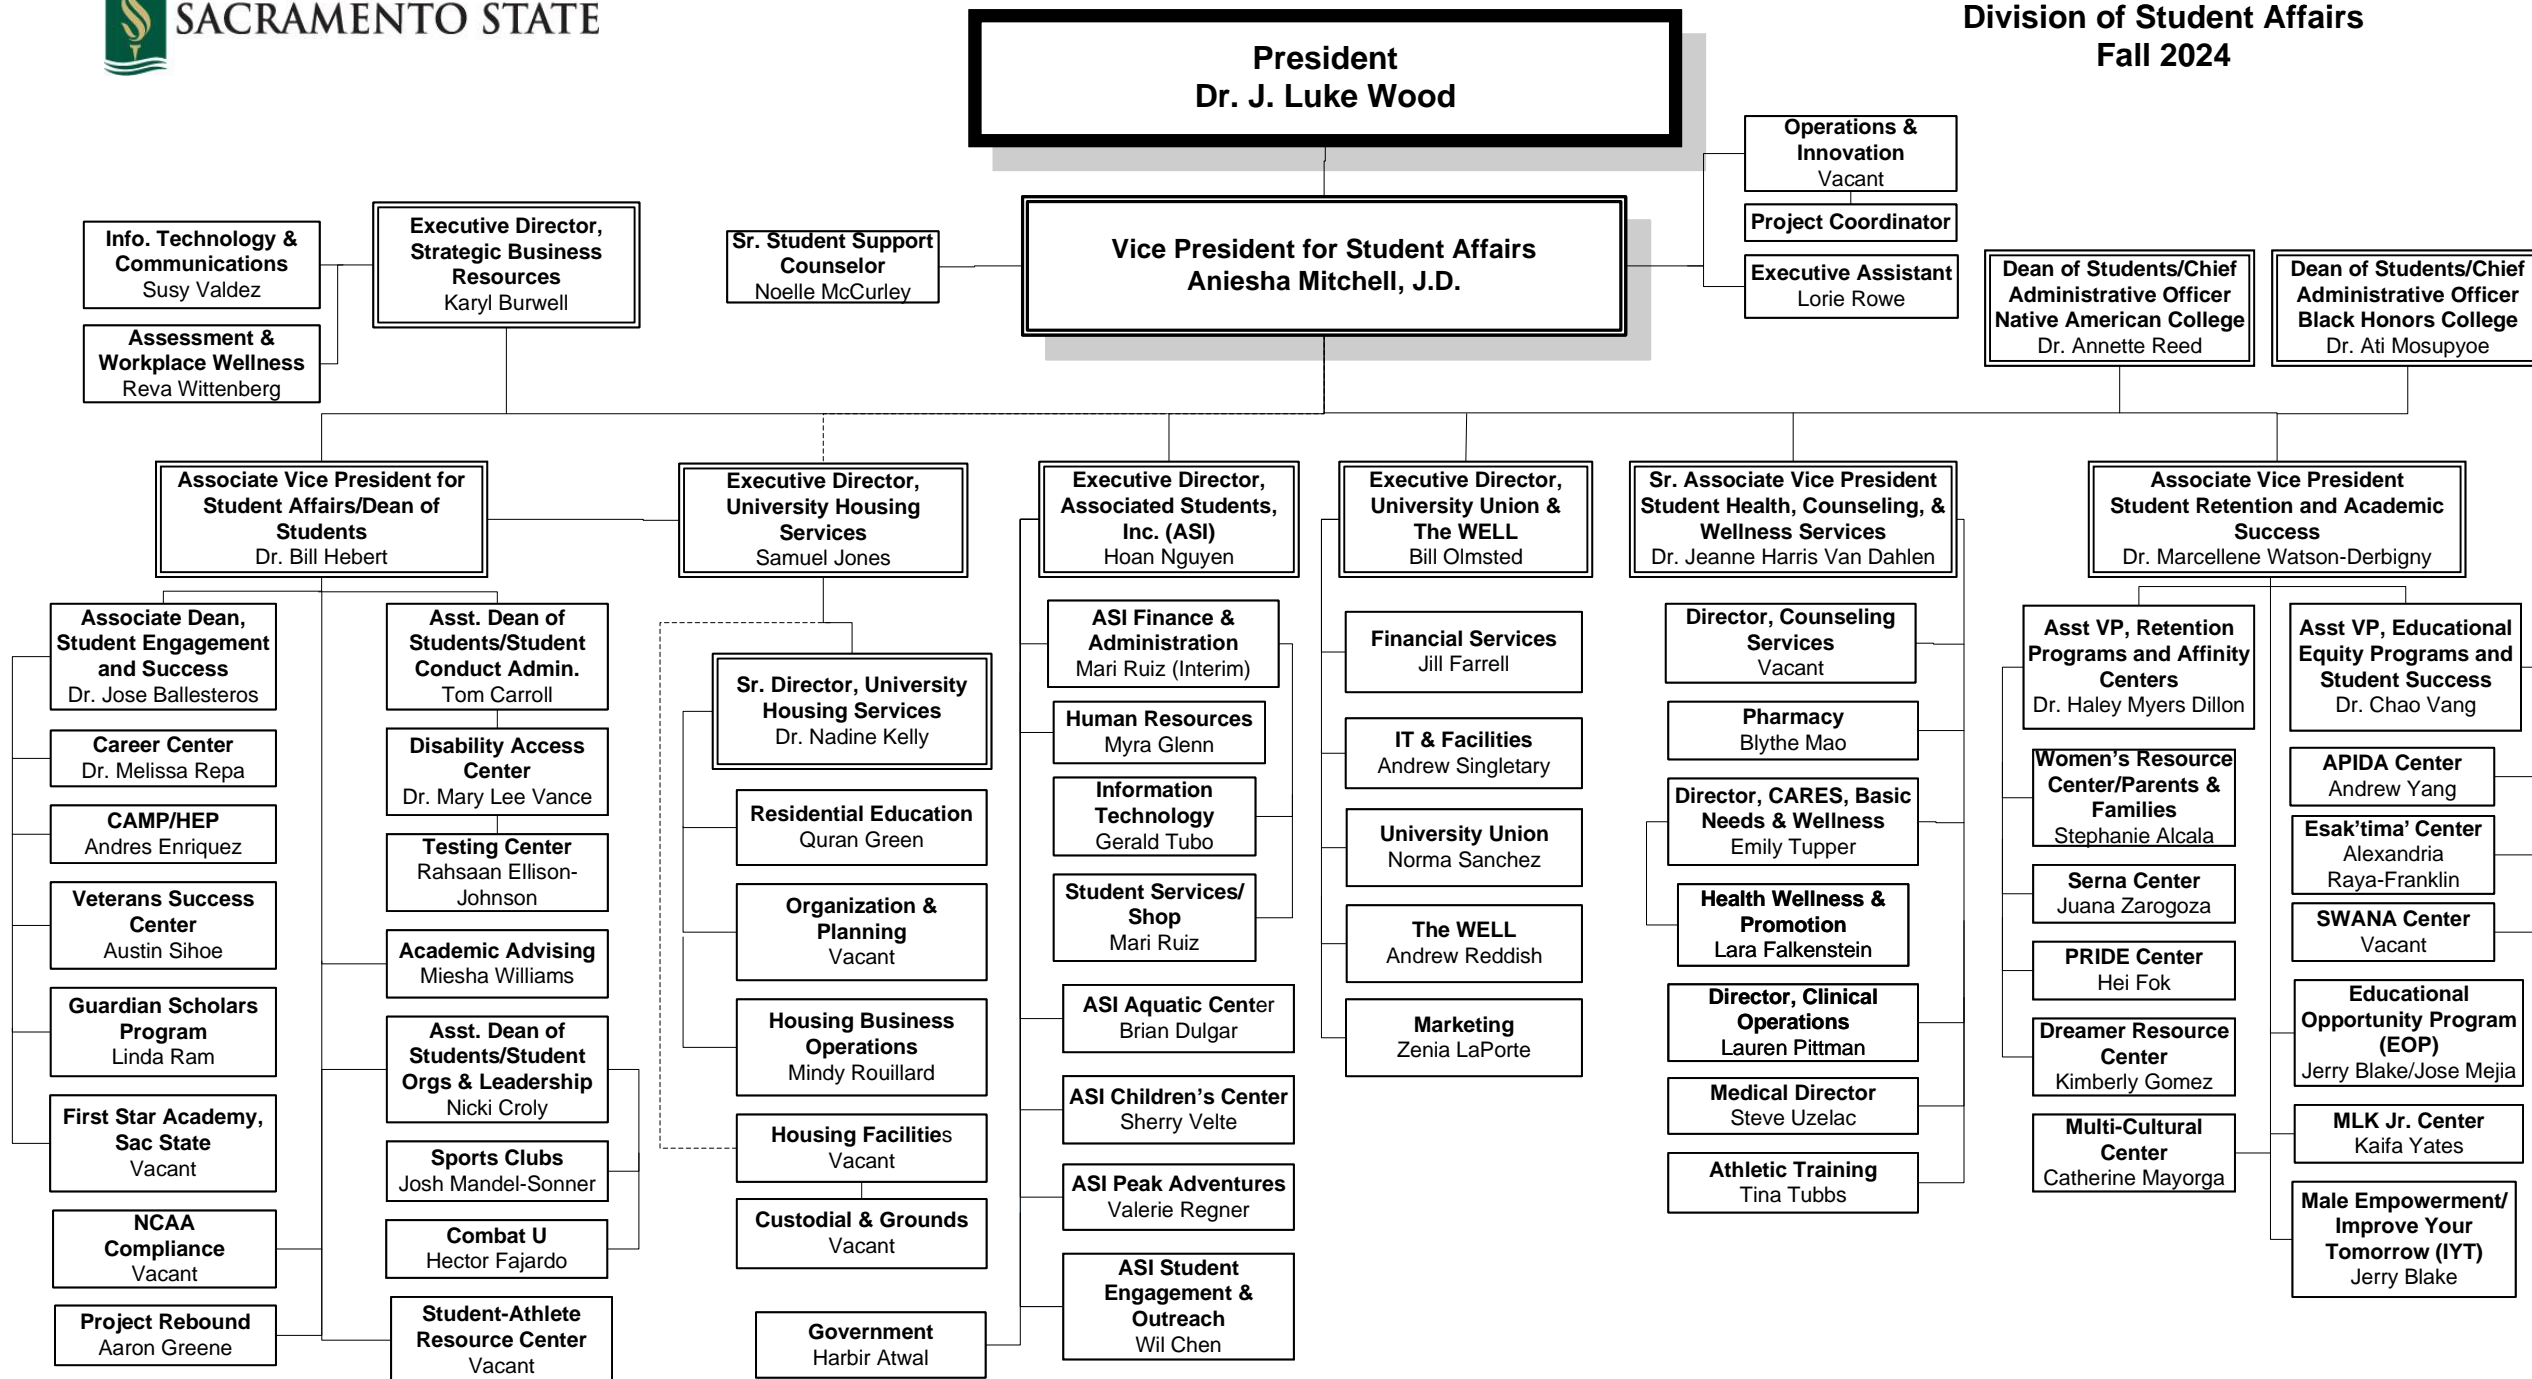 SACRAMENTO STATE
Division of Student Affairs
Fall 2024
President
Dr. J. Luke Wood
Operations &
Innovation
Vacant
Project Coordinator
Executive Assistant
Lorie Rowe
Vice President for Student Affairs
Aniesha Mitchell, J.D.
Sr. Student Support
Counselor
Noelle McCurley
Executive Director,
Strategic Business
Resources
Karyl Burwell
Info. Technology &
Communications
Susy Valdez
Assessment &
Workplace Wellness
Reva Wittenberg
Dean of Students/Chief
Administrative Officer
Native American College
Dr. Annette Reed
Dean of Students/Chief
Administrative Officer
Black Honors College
Dr. Ati Mosupyoe
Associate Vice President for
Student Affairs/Dean of
Students
Dr. Bill Hebert
Executive Director,
University Housing
Services
Samuel Jones
Executive Director,
Associated Students,
Inc. (ASI)
Hoan Nguyen
Executive Director,
University Union &
The WELL
Bill Olmsted
Sr. Associate Vice President
Student Health, Counseling, &
Wellness Services
Dr. Jeanne Harris Van Dahlen
Associate Vice President
Student Retention and Academic
Success
Dr. Marcellene Watson-Derbigny
Associate Dean,
Student Engagement
and Success
Dr. Jose Ballesteros
Career Center
Dr. Melissa Repa
CAMP/HEP
Andres Enriquez
Veterans Success
Center
Austin Sihoe
Guardian Scholars
Program
Linda Ram
First Star Academy,
Sac State
Vacant
NCAA
Compliance
Vacant
Project Rebound
Aaron Greene
Asst. Dean of
Students/Student
Conduct Admin.
Tom Carroll
Disability Access
Center
Dr. Mary Lee Vance
Testing Center
Rahsaan Ellison-
Johnson
Academic Advising
Miesha Williams
Asst. Dean of
Students/Student
Orgs & Leadership
Nicki Croly
Sports Clubs
Josh Mandel-Sonner
Combat U
Hector Fajardo
Student-Athlete
Resource Center
Vacant
Sr. Director, University
Housing Services
Dr. Nadine Kelly
Residential Education
Quran Green
Organization &
Planning
Vacant
Housing Business
Operations
Mindy Rouillard
Housing Facilities
Vacant
Custodial & Grounds
Vacant
Government
Harbir Atwal
ASI Finance &
Administration
Mari Ruiz (Interim)
Human Resources
Myra Glenn
Information
Technology
Gerald Tubo
Student Services/
Shop
Mari Ruiz
ASI Aquatic Center
Brian Dulgar
ASI Children’s Center
Sherry Velte
ASI Peak Adventures
Valerie Regner
ASI Student
Engagement &
Outreach
Wil Chen
Financial Services
Jill Farrell
IT & Facilities
Andrew Singletary
University Union
Norma Sanchez
The WELL
Andrew Reddish
Marketing
Zenia LaPorte
Director, Counseling
Services
Vacant
Pharmacy
Blythe Mao
Director, CARES, Basic
Needs & Wellness
Emily Tupper
Health Wellness &
Promotion
Lara Falkenstein
Director, Clinical
Operations
Lauren Pittman
Medical Director
Steve Uzelac
Athletic Training
Tina Tubbs
Asst VP, Retention
Programs and Affinity
Centers
Dr. Haley Myers Dillon
Women’s Resource
Center/Parents &
Families
Stephanie Alcala
Serna Center
Juana Zarogoza
PRIDE Center
Hei Fok
Dreamer Resource
Center
Kimberly Gomez
Multi-Cultural
Center
Catherine Mayorga
Asst VP, Educational
Equity Programs and
Student Success
Dr. Chao Vang
APIDA Center
Andrew Yang
Esak’tima’ Center
Alexandria
Raya-Franklin
SWANA Center
Vacant
Educational
Opportunity Program
(EOP)
Jerry Blake/Jose Mejia
MLK Jr. Center
Kaifa Yates
Male Empowerment/
Improve Your
Tomorrow (IYT)
Jerry Blake